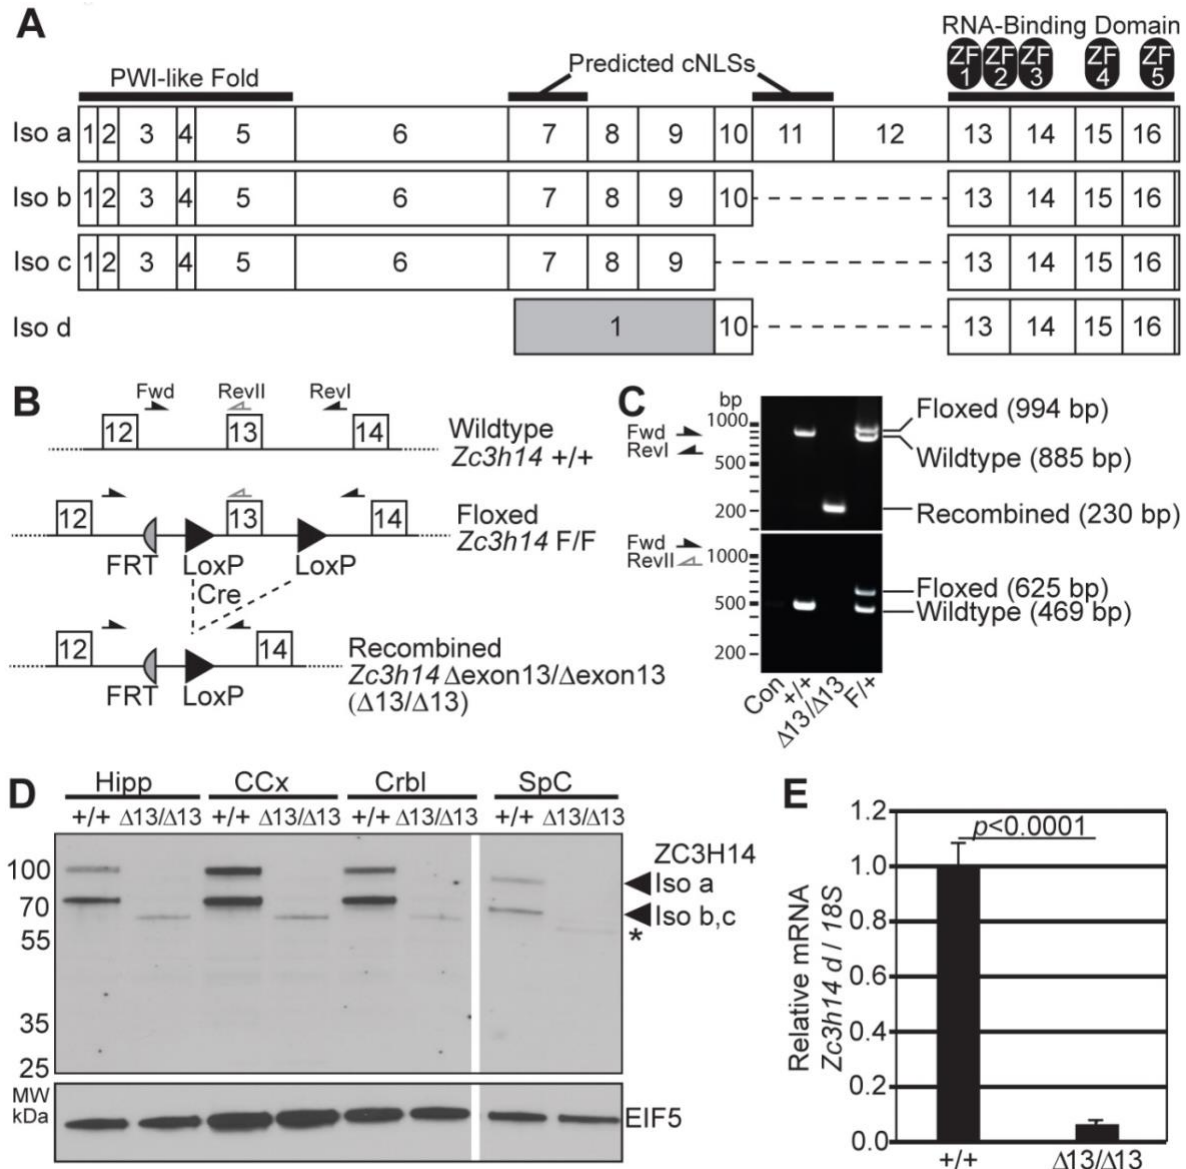 A
RNA-Binding Domain
PWI-like Fold
Predicted cNLSs
ZF 1 ZF 2 ZF 3 ZF 4 ZF 5
Iso a 1 2 3 4 5 6 7 8 9 10 11 12 13 14 15 16
Iso b 1 2 3 4 5 6 7 8 9 10 13 14 15 16
Iso c 1 2 3 4 5 6 7 8 9 13 14 15 16
Iso d 1 10 13 14 15 16
B
Fwd RevII RevI
12 13 14
Wildtype
Zc3h14 +/+
12 13 14
Floxed
Zc3h14 F/F
FRT LoxP LoxP
Cre
12 14
Recombined
Zc3h14 Δexon13/Δexon13
(Δ13/Δ13)
FRT LoxP
C
bp
Fwd
RevI
1000
500
200
Floxed (994 bp)
Wildtype (885 bp)
Recombined (230 bp)
Fwd
RevII
1000
500
200
Floxed (625 bp)
Wildtype (469 bp)
Con +/+ Δ13/Δ13 F/+
D
Hipp CCx Crbl SpC
+/+ Δ13/Δ13 +/+ Δ13/Δ13 +/+ Δ13/Δ13 +/+ Δ13/Δ13
100
70
55
35
25
ZC3H14
Iso a
Iso b,c
*
MW
kDa
EIF5
E
Relative mRNA
Zc3h14 d / 18S
1.2
1.0
0.8
0.6
0.4
0.2
0.0
p<0.0001
+/+ Δ13/Δ13